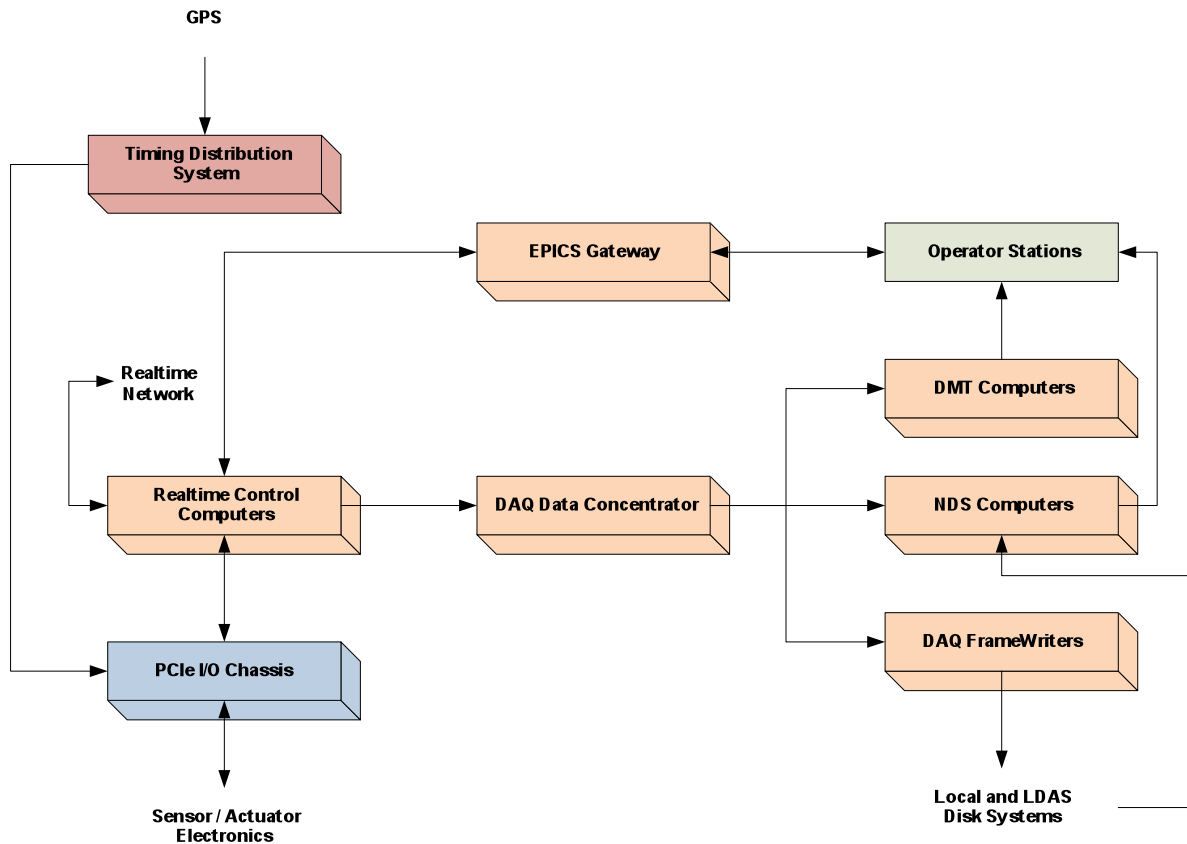 GPS
Timing Distribution
System
EPICS Gateway
Operator Stations
Realtime
Network
DMT Computers
Realtime Control
Computers
DAQ Data Concentrator
NDS Computers
DAQ FrameWriters
PCIe I/O Chassis
Local and LDAS
Disk Systems
Sensor / Actuator
Electronics